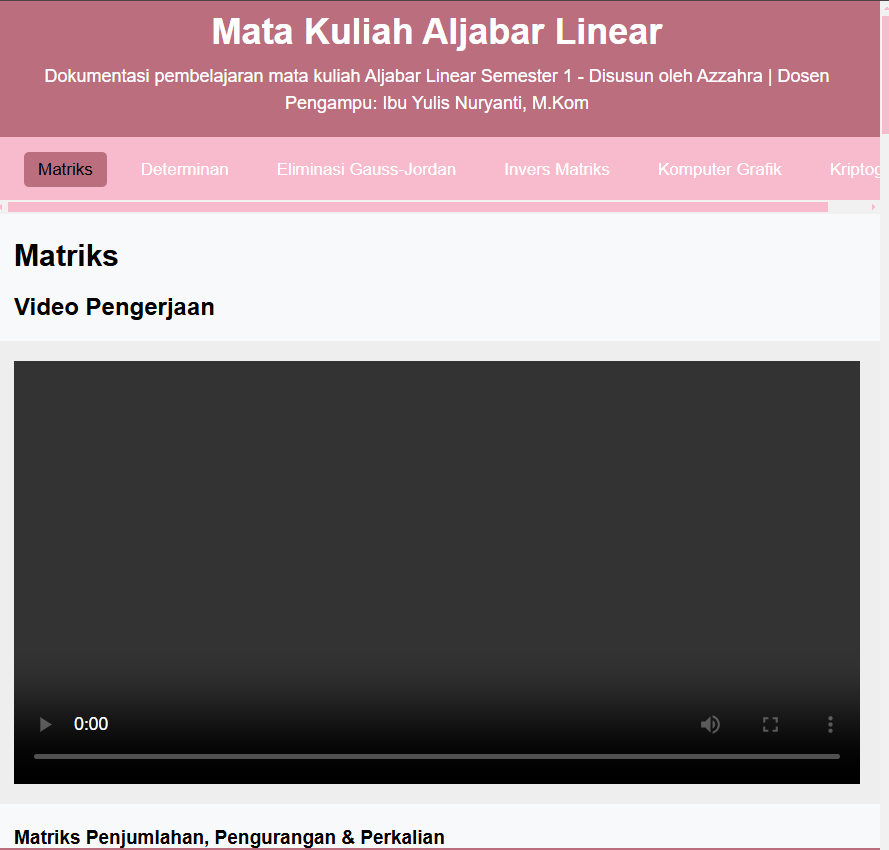 Mata Kuliah Aljabar Linear
Dokumentasi pembelajaran mata kuliah Aljabar Linear Semester 1 - Disusun oleh Azzahra | Dosen
Pengampu: Ibu Yulis Nuryanti, M.Kom
Matriks Determinan Eliminasi Gauss-Jordan Invers Matriks Komputer Grafik Kriptog
Matriks
Video Pengerjaan
0:00
Matriks Penjumlahan, Pengurangan & Perkalian